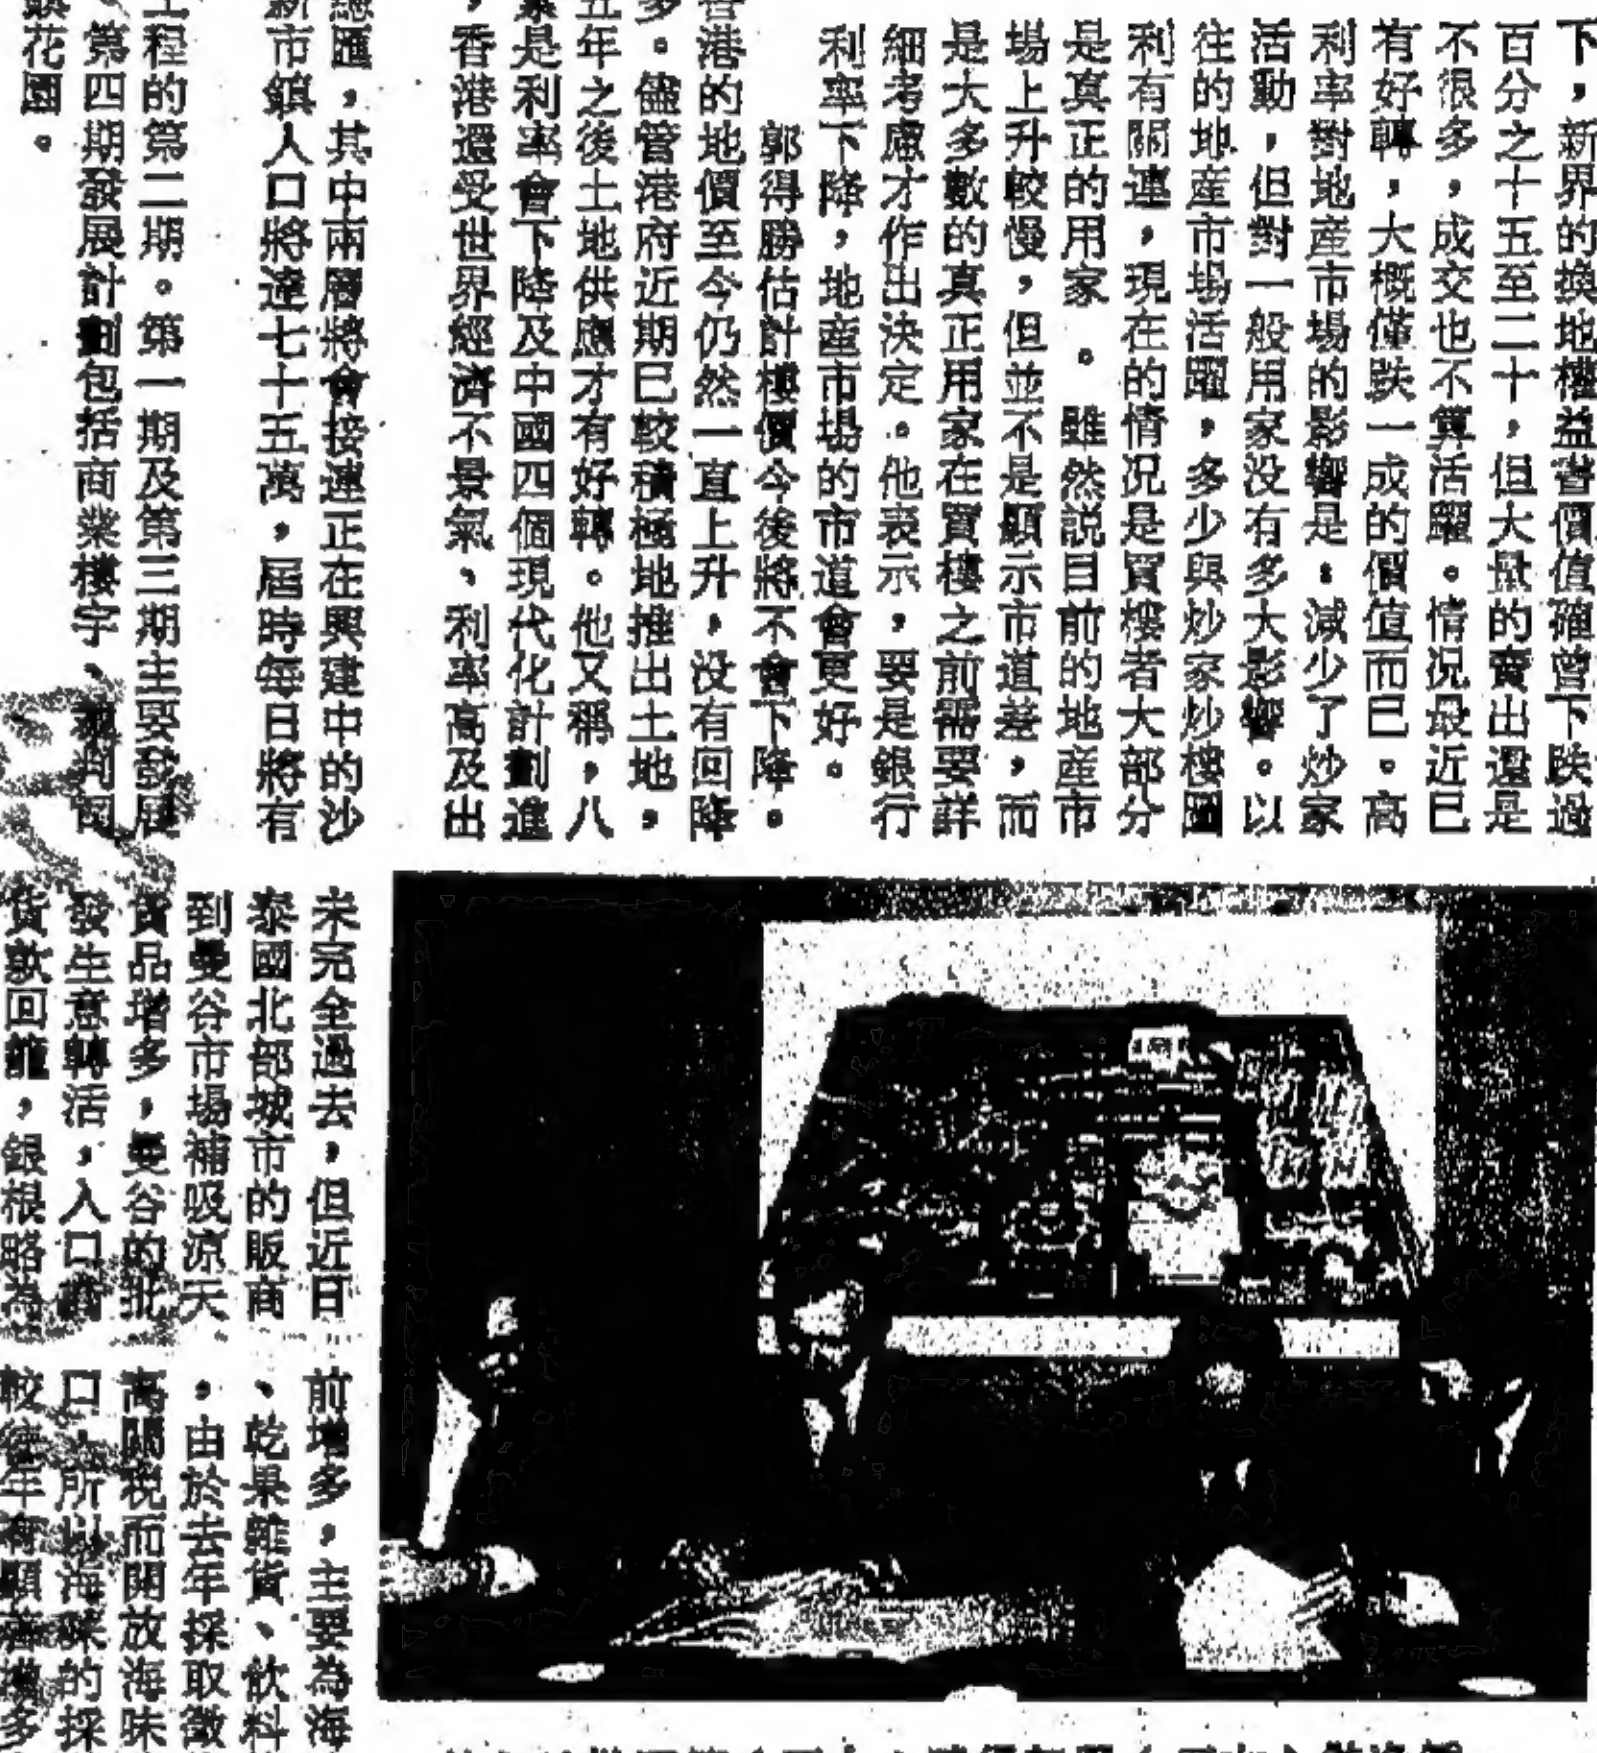 下，新界的換地權益書價值確曾下跌過
百分之十五至二十，但大量的賣出還是
不很多，成交也不算活躍。情況最近已
有好轉，大概僅跌一成的價值而已。高
利率對地産市場的影響是：減少了炒家
活動，但對一般用家没有多大影響。以
往的地産市場活躍，多少與炒家炒樓圖
利有關連，現在的情況是買樓者大部分
是真正的用家。雖然説目前的地産市
場上升較慢，但並不是顯示市道差，而
是大多數的真正用家在買樓之前需要詳
細考慮才作出決定。他表示，要是銀行
利率下降，地産市場的市道會更好。
郭得勝估計樓價今後將不會下降。
香港的地價至今仍然一直上升，没有回降
多。儘管港府近期已較積極地推出土地，
五年之後土地供應才有好轉。他又稱，八
素是利率會下降及中國四個現代化計劃進
，香港還受世界經濟不景氣、利率高及出
總匯，其中兩層將會接連正在興建中的沙
新市鎮人口將達七十五萬，屆時每日將有
工程的第二期。第一期及第三期主要發展
、第四期發展計劃包括商業樓宇、
花園。
未完全過去，但近日
泰國北部城市的販商
到曼谷市場補吸涼天
貨品增多，曼谷的批
發生意轉活，入口商
貨款回籠，銀根略為
前增多，主要為海
、乾果雜貨、飲料
，由於去年採取徵
高關稅而開放海味
口，所以海味的採
較往年有顯著增多